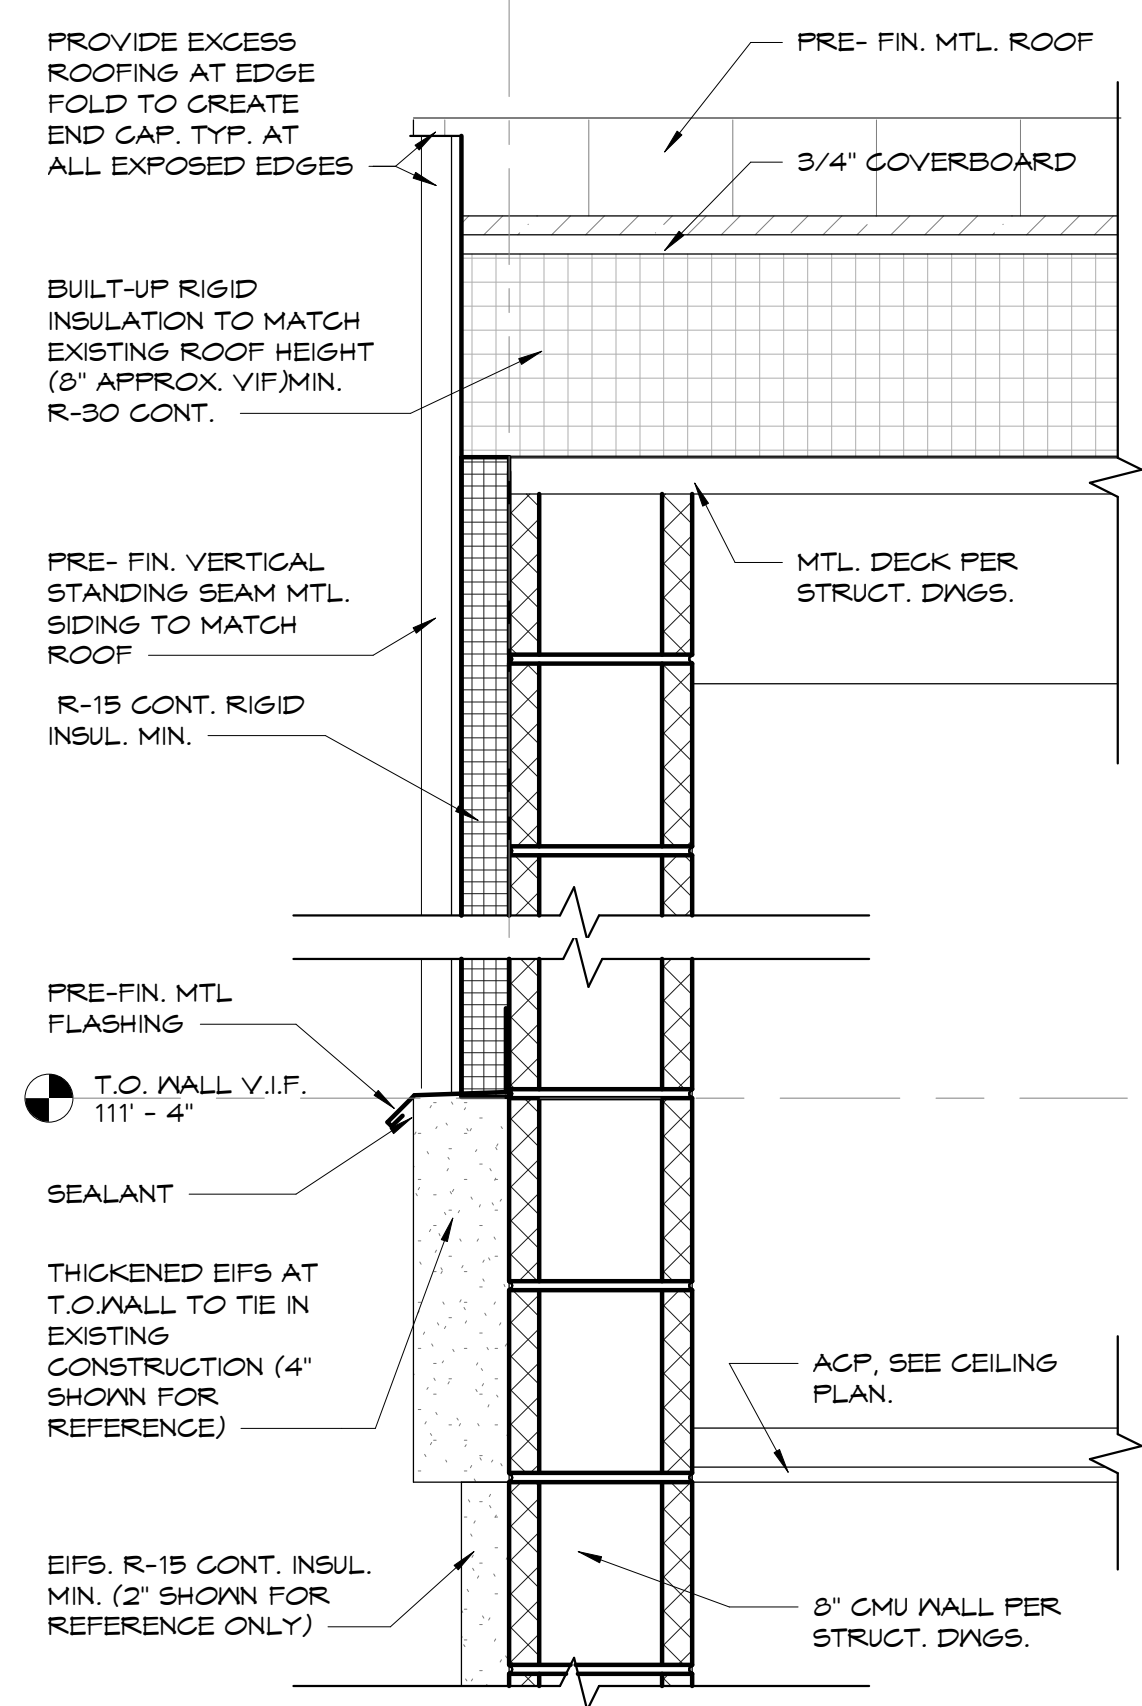 PROVIDE EXCESS
ROOFING AT EDGE
FOLD TO CREATE
END CAP. TYP. AT
ALL EXPOSED EDGES
PRE- FIN. MTL. ROOF
3/4" COVERBOARD
BUILT-UP RIGID
INSULATION TO MATCH
EXISTING ROOF HEIGHT
(8" APPROX. VIF)MIN.
R-30 CONT.
PRE- FIN. VERTICAL
STANDING SEAM MTL.
SIDING TO MATCH
ROOF
MTL. DECK PER
STRUCT. DWGS.
R-15 CONT. RIGID
INSUL. MIN.
PRE-FIN. MTL
FLASHING
T.O. WALL V.I.F.
111' - 4"
SEALANT
THICKENED EIFS AT
T.O.WALL TO TIE IN
EXISTING
CONSTRUCTION (4"
SHOWN FOR
REFERENCE)
ACP, SEE CEILING
PLAN.
EIFS. R-15 CONT. INSUL.
MIN. (2" SHOWN FOR
REFERENCE ONLY)
8" CMU WALL PER
STRUCT. DWGS.